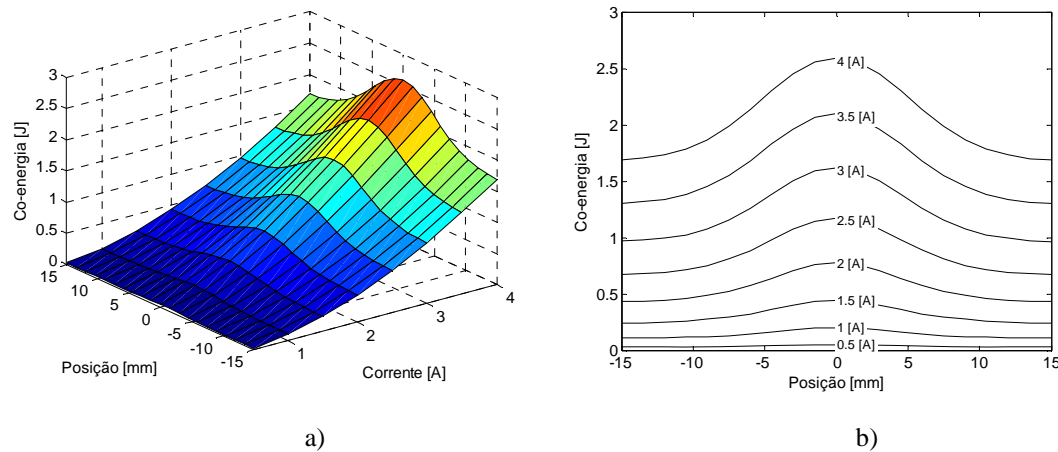 3
2.5
2
1.5
1
0.5
0
Co-energia [J]
15
10
5
0
-5
-10
-15
Posição [mm]
1
2
3
4
Corrente [A]
a)
3
2.5
2
1.5
1
0.5
0
Co-energia [J]
4 [A]
3.5 [A]
3 [A]
2.5 [A]
2 [A]
1.5 [A]
1 [A]
0.5 [A]
-15
-10
-5
0
5
10
15
Posição [mm]
b)